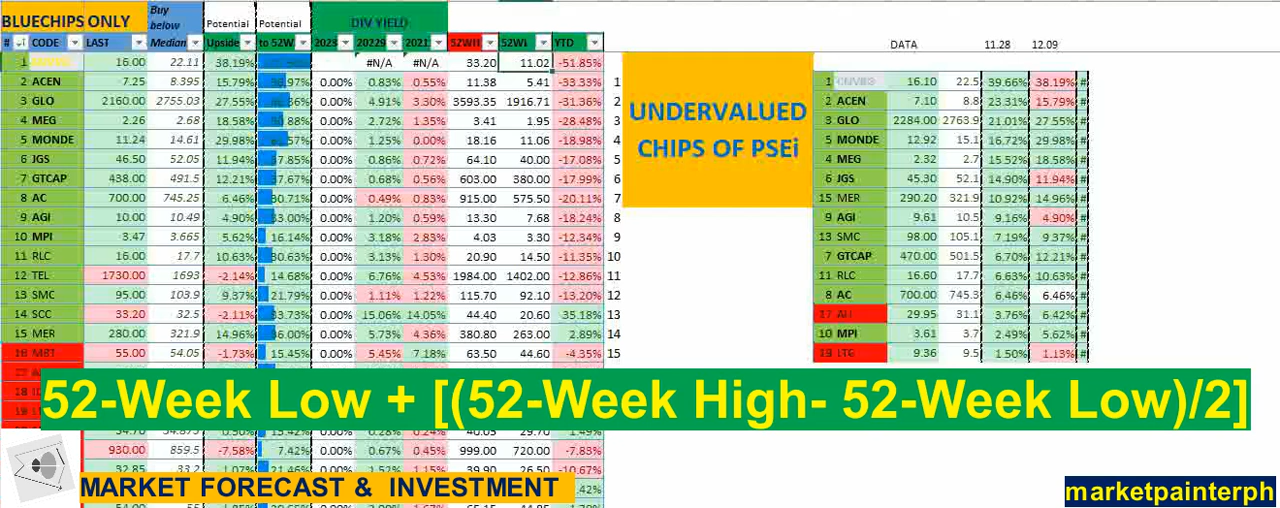 BLUECHIPS ONLY Buy below Potential Potential DIV YIELD
# CODE LAST Median Upside to 52W 2023 20229 2021 52WH 52WL YTD
1 16.00 22.11 38.19% #N/A #N/A 33.20 11.02 -51.85%
2 ACEN 7.25 8.395 15.79% 0.00% 0.83% 0.55% 11.38 5.41 -33.33% 1
3 GLO 2160.00 2755.03 27.55% 0.00% 4.91% 3.30% 3593.35 1916.71 -31.36% 2
4 MEG 2.26 2.68 18.58% 0.00% 2.72% 1.35% 3.41 1.95 -28.48% 3
5 MONDE 11.24 14.61 29.98% 0.00% 1.25% 0.00% 18.16 11.06 -18.98% 4
6 JGS 46.50 52.05 11.94% 37.85% 0.00% 0.86% 0.72% 64.10 40.00 -17.08% 5
7 GTCAP 438.00 491.5 12.21% 37.67% 0.00% 0.68% 0.56% 603.00 380.00 -17.99% 6
8 AC 700.00 745.25 6.46% 30.71% 0.00% 0.49% 0.83% 915.00 575.50 -20.11% 7
9 AGI 10.00 10.49 4.90% 33.00% 0.00% 1.20% 0.59% 13.30 7.68 -18.24% 8
10 MPI 3.47 3.665 5.62% 16.14% 0.00% 3.18% 2.83% 4.03 3.30 -12.34% 9
11 RLC 16.00 17.7 10.63% 30.63% 0.00% 3.13% 1.30% 20.90 14.50 -11.35% 10
12 TEL 1730.00 1693 -2.14% 14.68% 0.00% 6.76% 4.53% 1984.00 1402.00 -12.86% 11
13 SMC 95.00 103.9 9.37% 21.79% 0.00% 1.11% 1.22% 115.70 92.10 -13.20% 12
14 SCC 33.20 32.5 -2.11% 33.73% 0.00% 15.06% 14.05% 44.40 20.60 35.18% 13
15 MER 280.00 321.9 14.96% 36.00% 0.00% 5.73% 4.36% 380.80 263.00 2.89% 14
16 MBT 55.00 54.05 -1.73% 15.45% 0.00% 5.45% 7.18% 63.50 44.60 -4.35% 15
UNDERVALUED
CHIPS OF PSEi
DATA 11.28 12.09
1 16.10 22.5 39.66% 38.19% #
2 ACEN 7.10 8.8 23.31% 15.79% #
3 GLO 2284.00 2763.9 21.01% 27.55% #
5 MONDE 12.92 15.1 16.72% 29.98% #
4 MEG 2.32 2.7 15.52% 18.58% #
6 JGS 45.30 52.1 14.90% 11.94% #
15 MER 290.20 321.9 10.92% 14.96% #
9 AGI 9.61 10.5 9.16% 4.90% #
13 SMC 98.00 105.1 7.19% 9.37% #
7 GTCAP 470.00 501.5 6.70% 12.21% #
11 RLC 16.60 17.7 6.63% 10.63% #
8 AC 700.00 745.3 6.46% 6.46% #
17 ALI 29.95 31.1 3.76% 6.42% #
10 MPI 3.61 3.7 2.49% 5.62% #
19 LTG 9.36 9.5 1.50% 1.13% #
52-Week Low + [(52-Week High- 52-Week Low)/2]
930.00 859.5 -7.58% 7.42% 0.00% 0.67% 0.45% 999.00 720.00 -7.83%
32.85 33.2 1.07% 21.46% 0.00% 1.52% 1.15% 39.90 26.50 -10.67%
MARKET FORECAST & INVESTMENT
marketpainterph